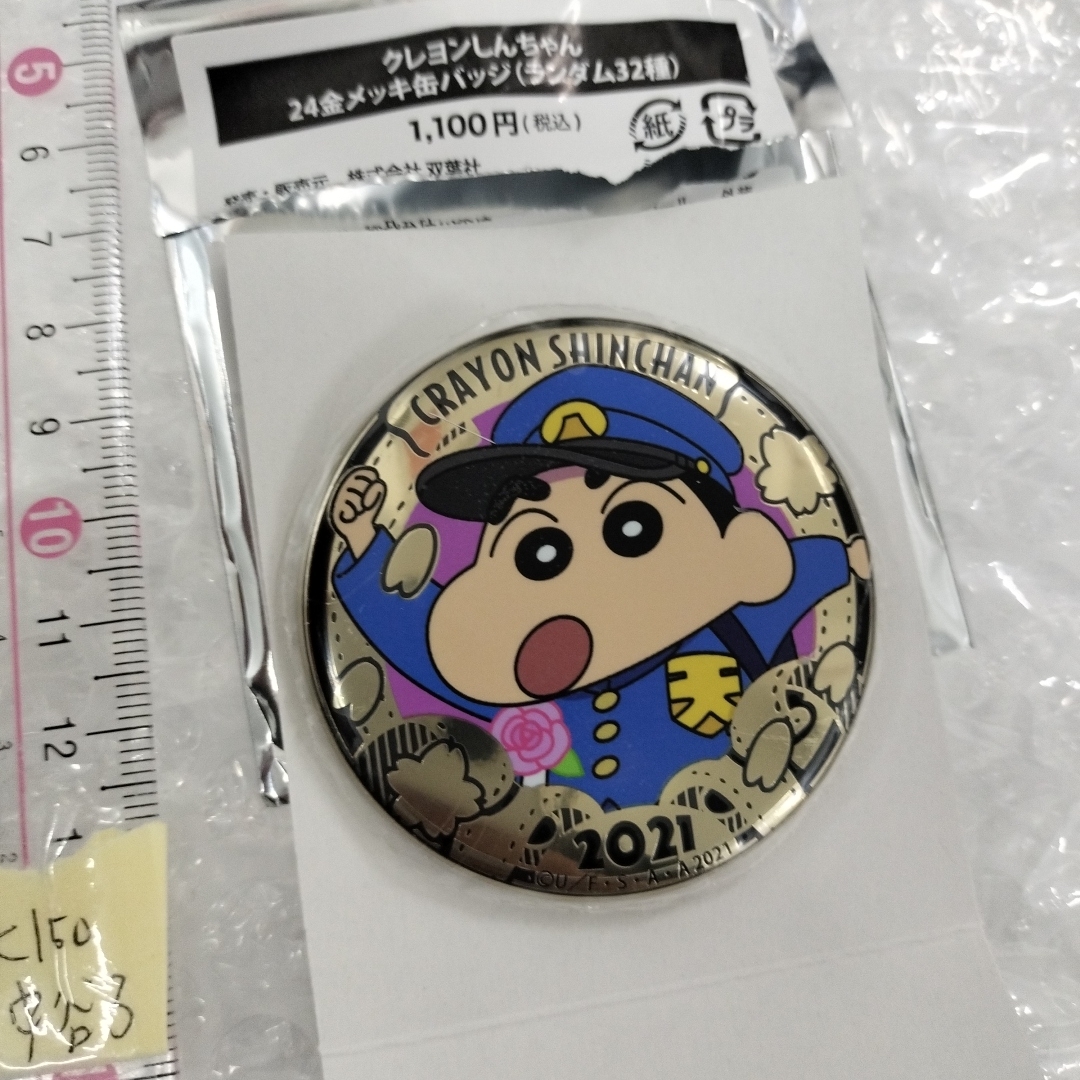 クレヨンしんちゃん
24金メッキ缶バッジ(ランダム32種)
1,100円(税込)
紙
プラ
株式会社 双葉社
CRAYON SHINCHAN
2021
©U/F・S・A・A 2021
5
6
7
8
9
10
11
12